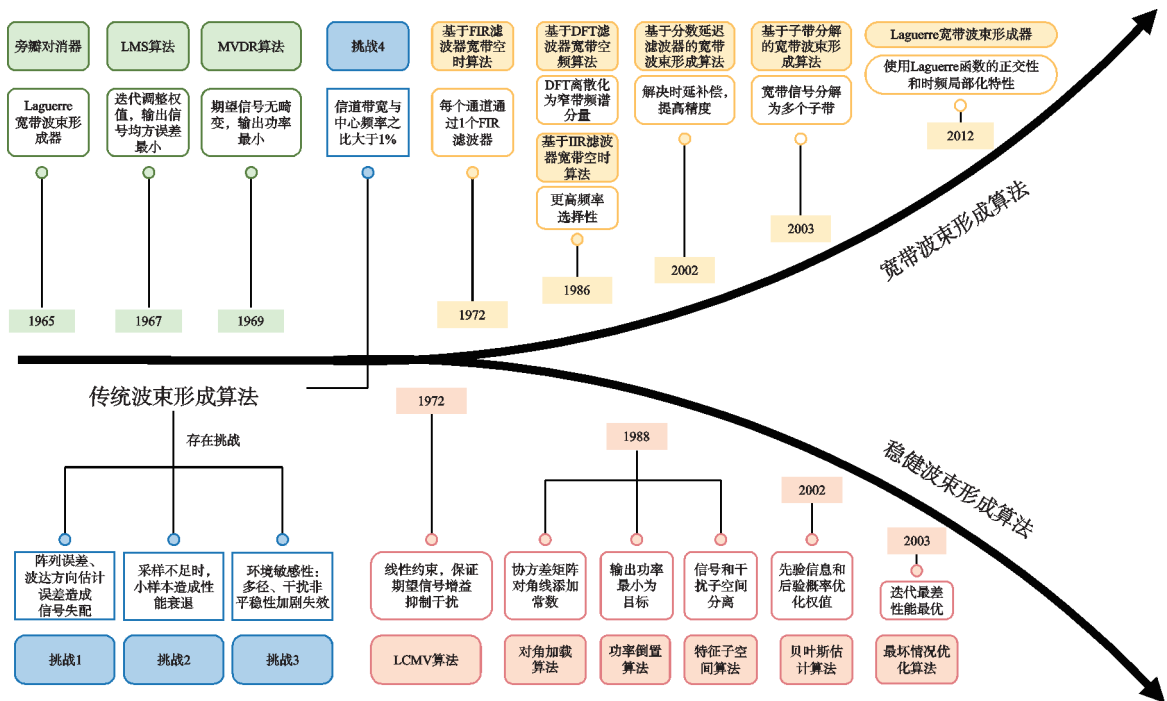 旁瓣对消器
Laguerre
宽带波束形
成器
1965
LMS算法
迭代调整权
值，输出信
号均方误差
最小
1967
MVDR算法
期望信号无畸
变，输出功率
最小
1969
挑战4
信道带宽与
中心频率之
比大于1%
基于FIR滤
波器宽带空
时算法
每个通道通
过1个FIR
滤波器
1972
基于DFT滤
波器宽带空
频算法
DFT离散化
为窄带频谱
分量
基于IIR滤波
器宽带空时
算法
更高频率
选择性
1986
基于分数延迟
滤波器的宽带
波束形成算法
解决时延补偿，
提高精度
2002
基于子带分解
的宽带波束形
成算法
宽带信号分解
为多个子带
2003
Laguerre宽带波束形成器
使用Laguerre函数的正交性
和时频局部化特性
2012
宽带波束形成算法
传统波束形成算法
存在挑战
阵列误差、
波达方向估计
误差造成
信号失配
挑战1
采样不足时，
小样本造成性
能衰退
挑战2
环境敏感性：
多径、干扰非
平稳性加剧失效
挑战3
1972
线性约束，保证
期望信号增益
抑制干扰
LCMV算法
1988
协方差矩阵
对角线添加
常数
对角加载
算法
输出功率
最小为
目标
功率倒置
算法
信号和干
扰子空间
分离
特征子空
间算法
2002
先验信息和
后验概率优
化权值
贝叶斯估
计算法
2003
迭代最差
性能最优
最坏情况优
化算法
稳健波束形成算法